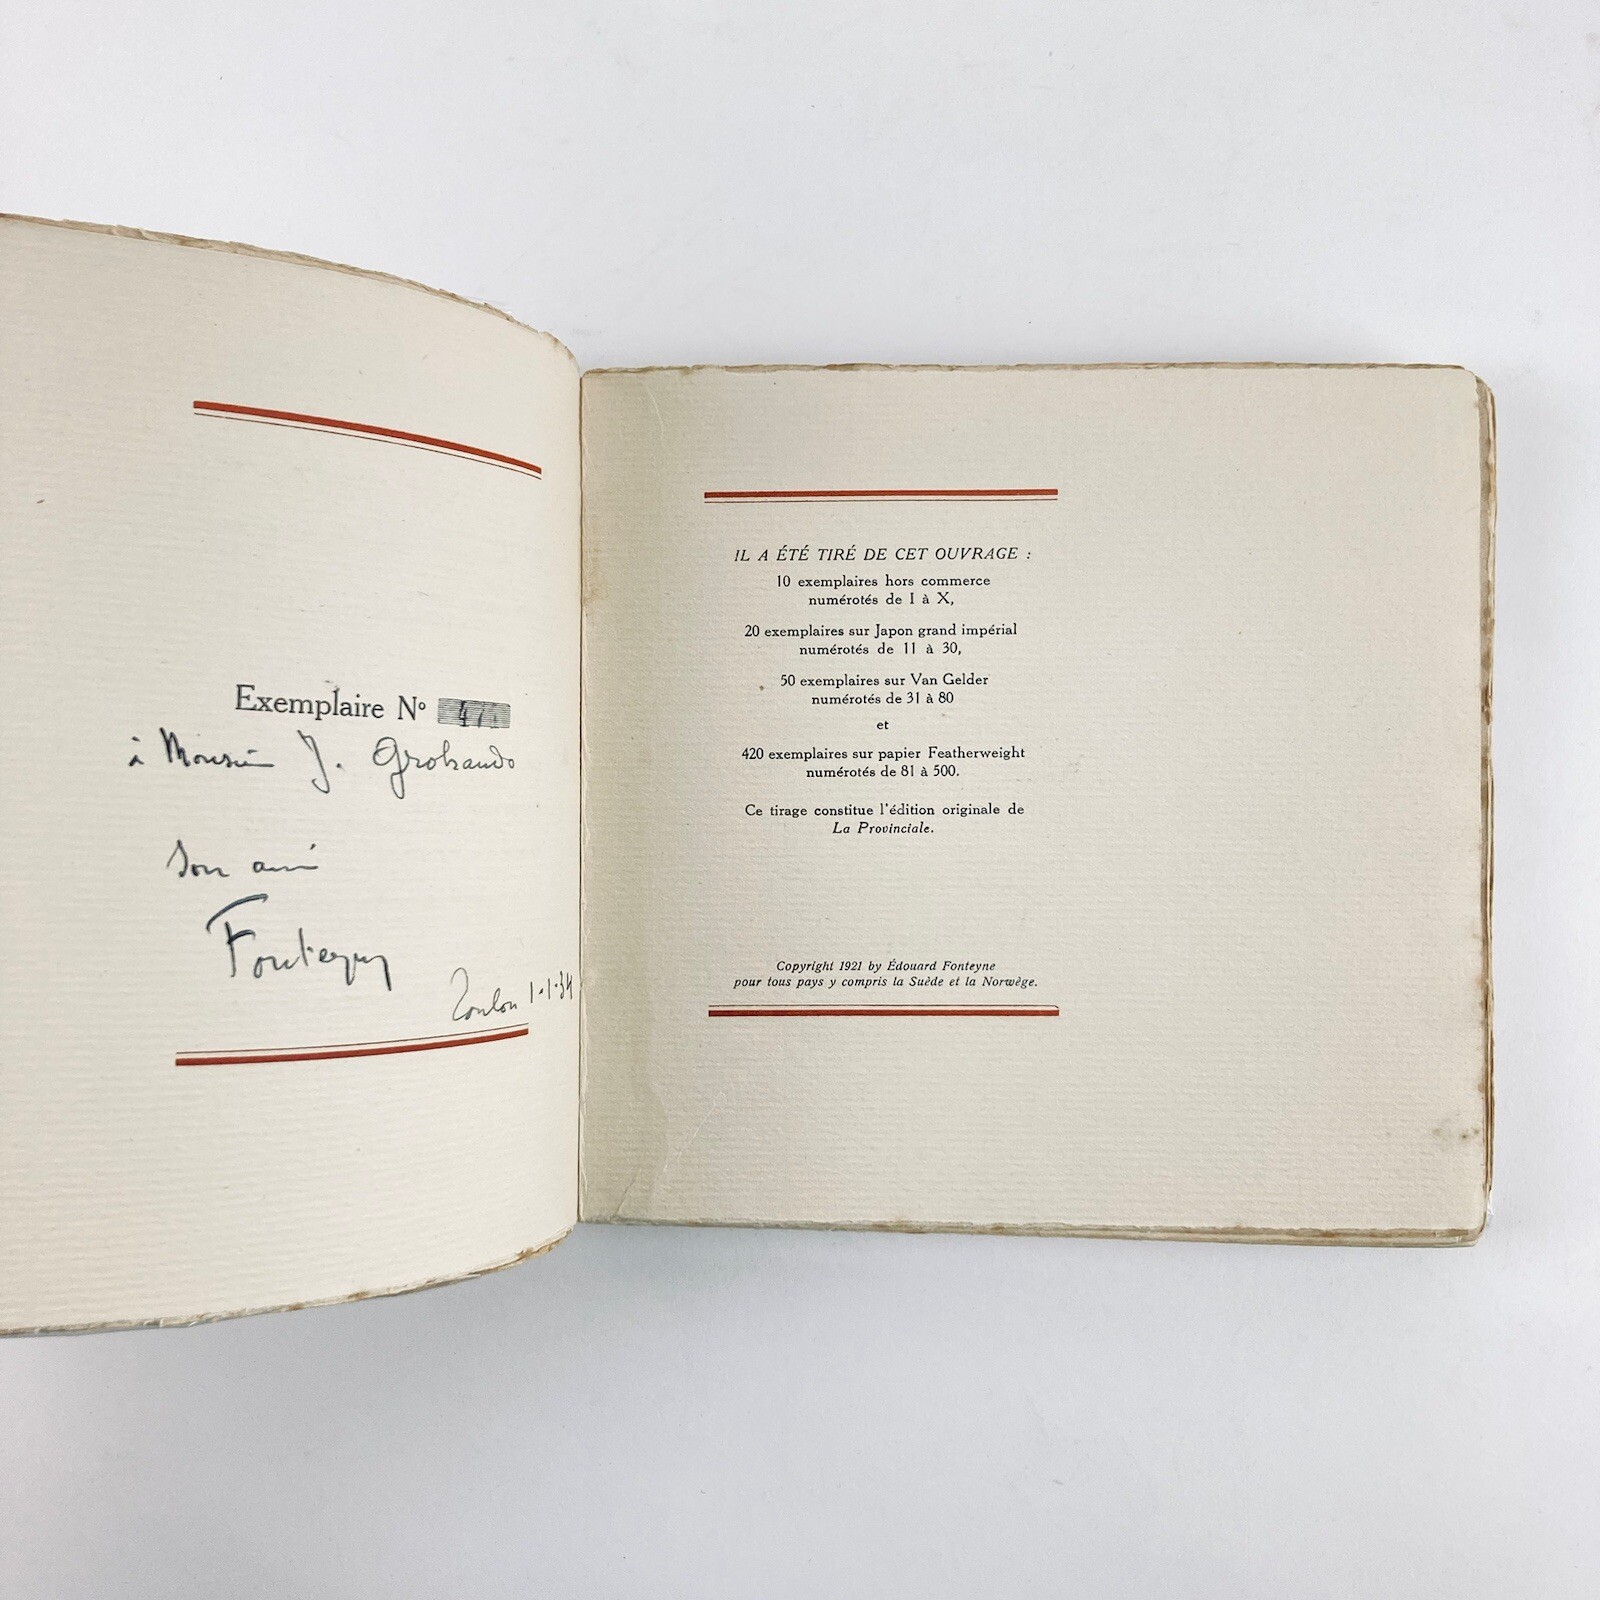 Exemplaire Nº 47
à Monsieur J.
son ami
Fonteyne
Toulon 1.1.34
IL A ÉTÉ TIRÉ DE CET OUVRAGE :
10 exemplaires hors commerce
numérotés de I à X,
20 exemplaires sur Japon grand impérial
numérotés de 11 à 30,
50 exemplaires sur Van Gelder
numérotés de 31 à 80
et
420 exemplaires sur papier Featherweight
numérotés de 81 à 500.
Ce tirage constitue l'édition originale de
La Provinciale.
Copyright 1921 by Édouard Fonteyne
pour tous pays y compris la Suède et la Norwège.